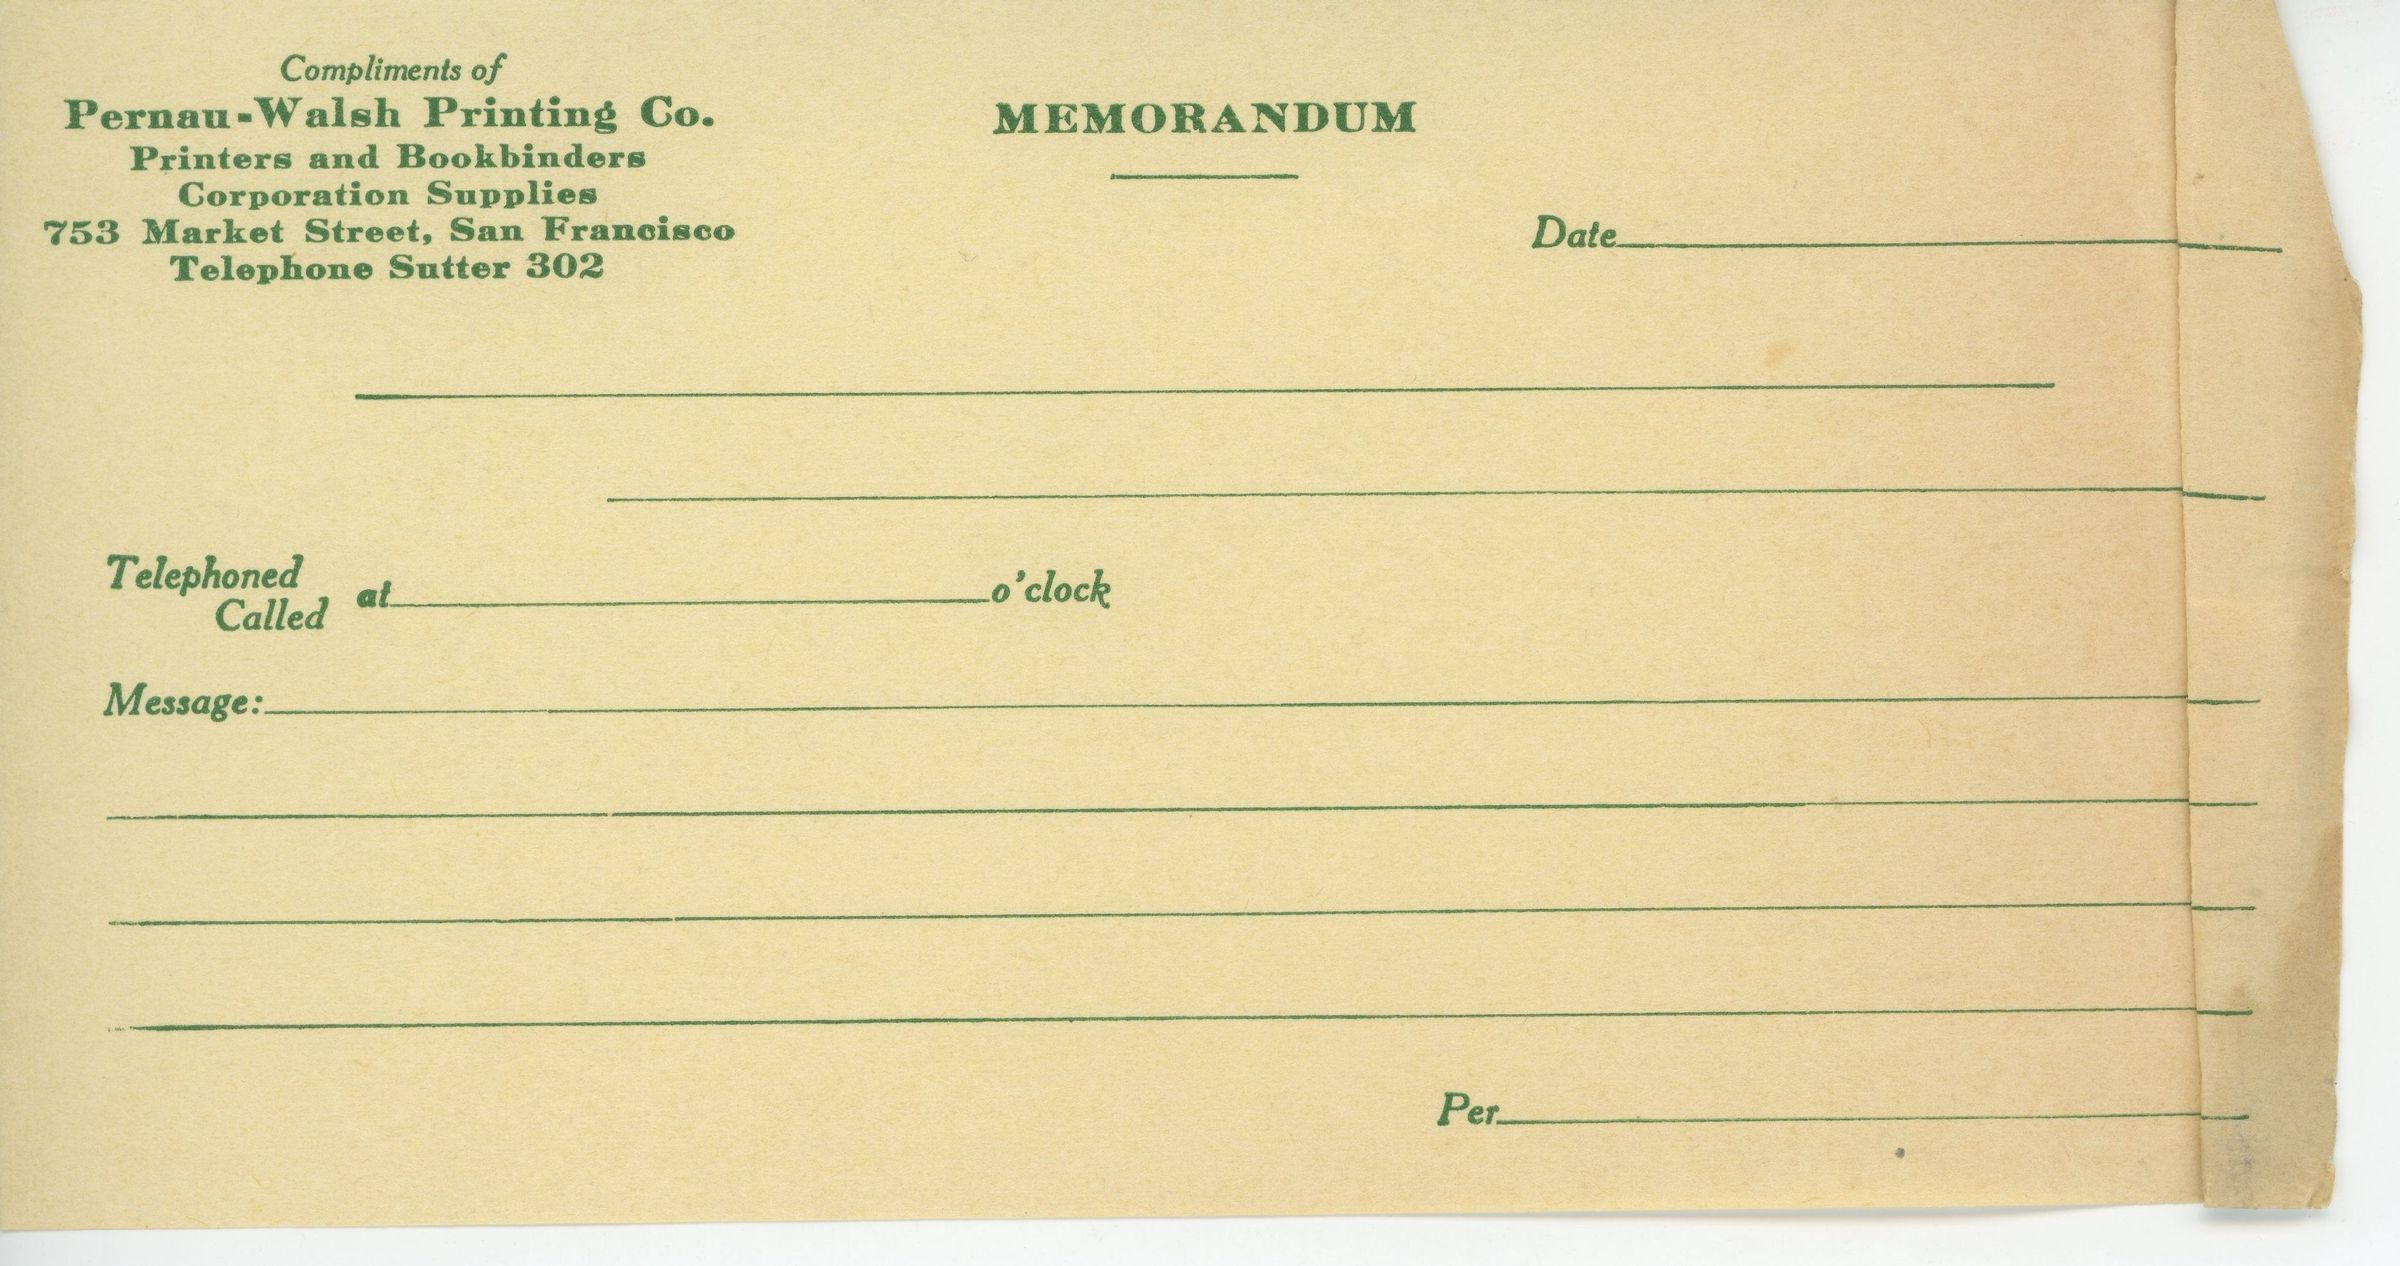 Compliments of
Pernau-Walsh Printing Co.
Printers and Bookbinders
Corporation Supplies
753 Market Street, San Francisco
Telephone Sutter 302
MEMORANDUM
Date
Telephoned
Called at o'clock
Message:
Per